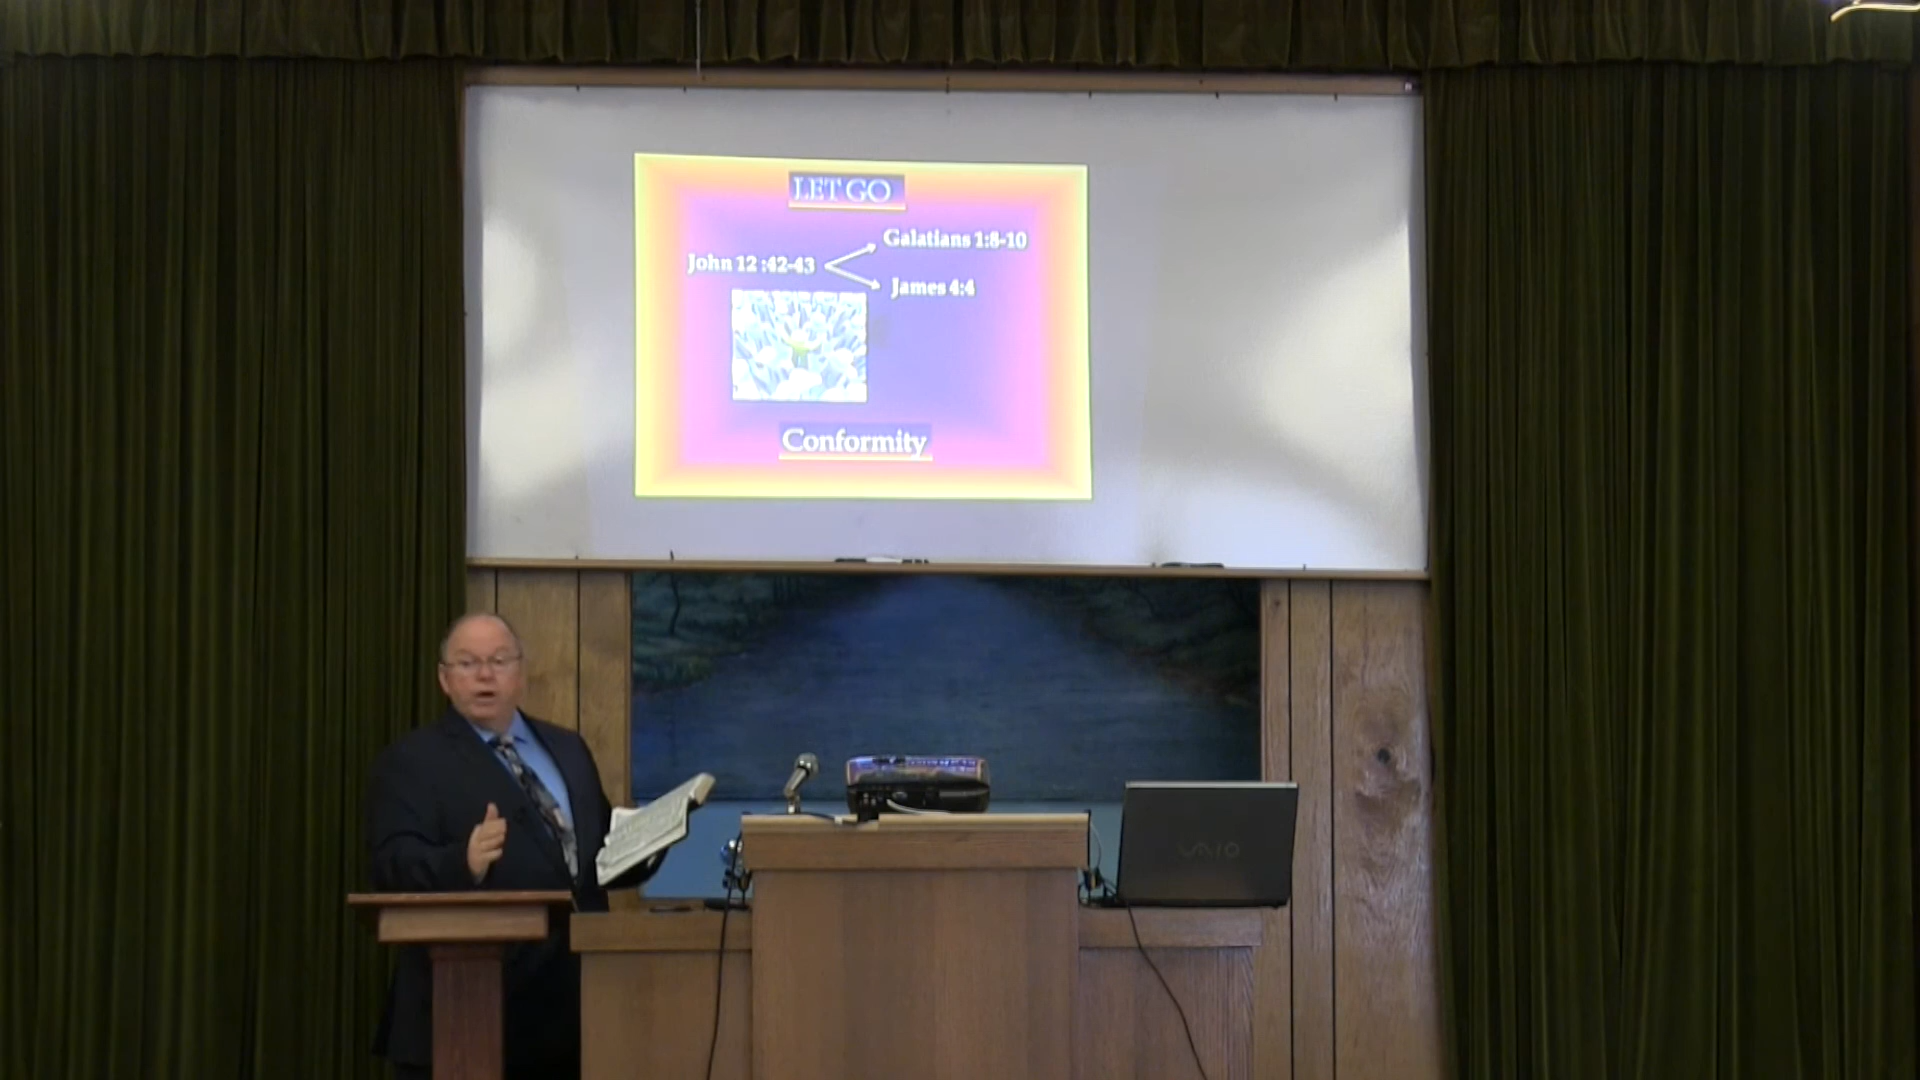 LET GO
Galatians 1:8-10
John 12 :42-43
James 4:4
Conformity
VAIO